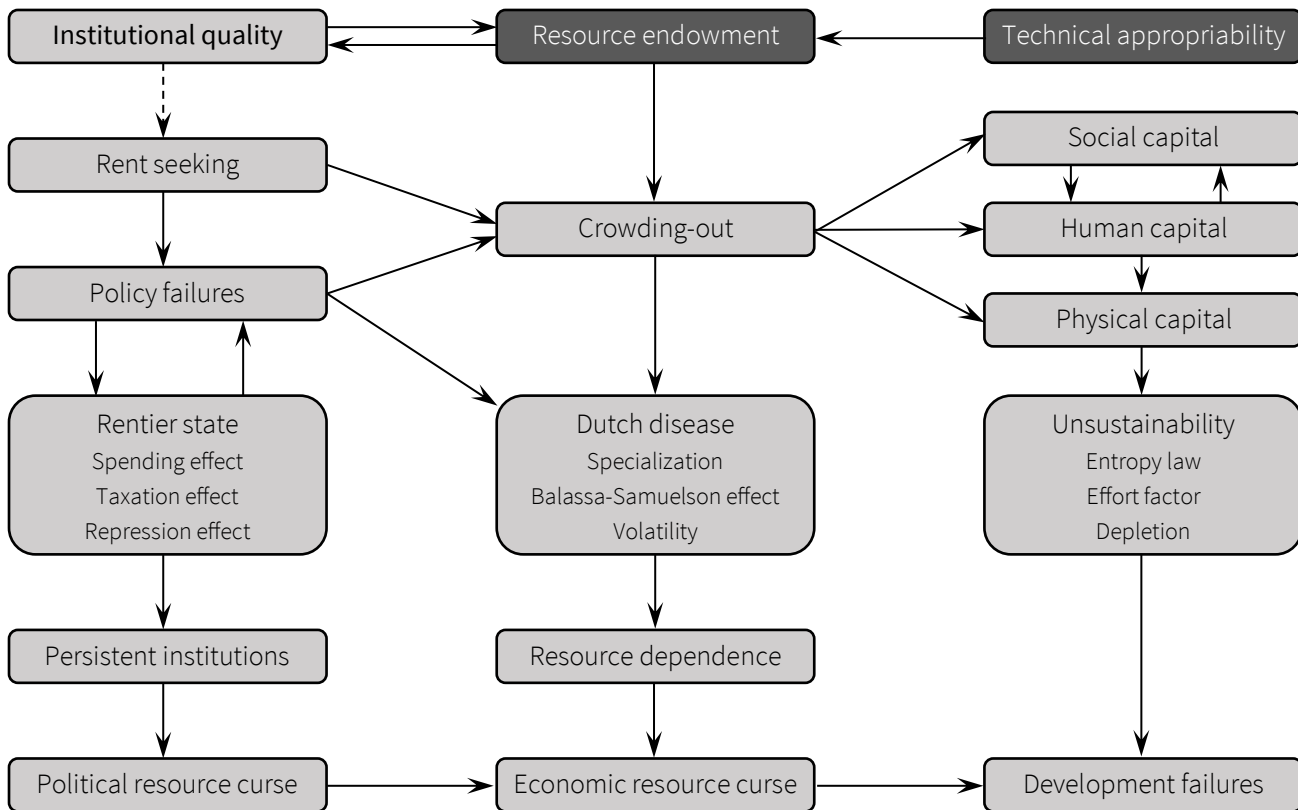 Institutional quality
Resource endowment
Technical appropriability
Social capital
Rent seeking
Crowding-out
Human capital
Policy failures
Physical capital
Rentier state
Spending effect
Taxation effect
Repression effect
Dutch disease
Specialization
Balassa-Samuelson effect
Volatility
Unsustainability
Entropy law
Effort factor
Depletion
Persistent institutions
Resource dependence
Political resource curse
Economic resource curse
Development failures